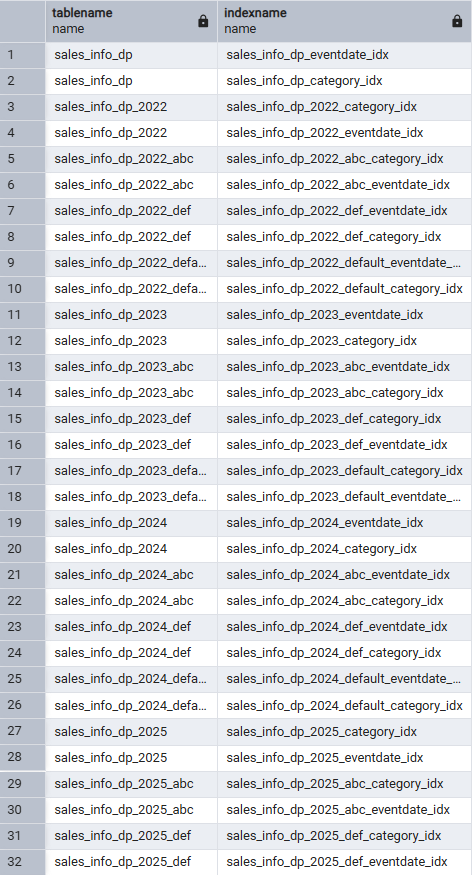 tablename indexname
name name
1 sales_info_dp sales_info_dp_eventdate_idx
2 sales_info_dp sales_info_dp_category_idx
3 sales_info_dp_2022 sales_info_dp_2022_category_idx
4 sales_info_dp_2022 sales_info_dp_2022_eventdate_idx
5 sales_info_dp_2022_abc sales_info_dp_2022_abc_category_idx
6 sales_info_dp_2022_abc sales_info_dp_2022_abc_eventdate_idx
7 sales_info_dp_2022_def sales_info_dp_2022_def_eventdate_idx
8 sales_info_dp_2022_def sales_info_dp_2022_def_category_idx
9 sales_info_dp_2022_defa... sales_info_dp_2022_default_eventdate_...
10 sales_info_dp_2022_defa... sales_info_dp_2022_default_category_idx
11 sales_info_dp_2023 sales_info_dp_2023_eventdate_idx
12 sales_info_dp_2023 sales_info_dp_2023_category_idx
13 sales_info_dp_2023_abc sales_info_dp_2023_abc_eventdate_idx
14 sales_info_dp_2023_abc sales_info_dp_2023_abc_category_idx
15 sales_info_dp_2023_def sales_info_dp_2023_def_category_idx
16 sales_info_dp_2023_def sales_info_dp_2023_def_eventdate_idx
17 sales_info_dp_2023_defa... sales_info_dp_2023_default_category_idx
18 sales_info_dp_2023_defa... sales_info_dp_2023_default_eventdate_...
19 sales_info_dp_2024 sales_info_dp_2024_eventdate_idx
20 sales_info_dp_2024 sales_info_dp_2024_category_idx
21 sales_info_dp_2024_abc sales_info_dp_2024_abc_eventdate_idx
22 sales_info_dp_2024_abc sales_info_dp_2024_abc_category_idx
23 sales_info_dp_2024_def sales_info_dp_2024_def_eventdate_idx
24 sales_info_dp_2024_def sales_info_dp_2024_def_category_idx
25 sales_info_dp_2024_defa... sales_info_dp_2024_default_eventdate_...
26 sales_info_dp_2024_defa... sales_info_dp_2024_default_category_idx
27 sales_info_dp_2025 sales_info_dp_2025_category_idx
28 sales_info_dp_2025 sales_info_dp_2025_eventdate_idx
29 sales_info_dp_2025_abc sales_info_dp_2025_abc_category_idx
30 sales_info_dp_2025_abc sales_info_dp_2025_abc_eventdate_idx
31 sales_info_dp_2025_def sales_info_dp_2025_def_category_idx
32 sales_info_dp_2025_def sales_info_dp_2025_def_eventdate_idx